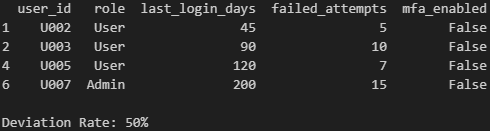 user_id role last_login_days failed_attempts mfa_enabled
1 U002 User 45 5 False
2 U003 User 90 10 False
4 U005 User 120 7 False
6 U007 Admin 200 15 False
Deviation Rate: 50%